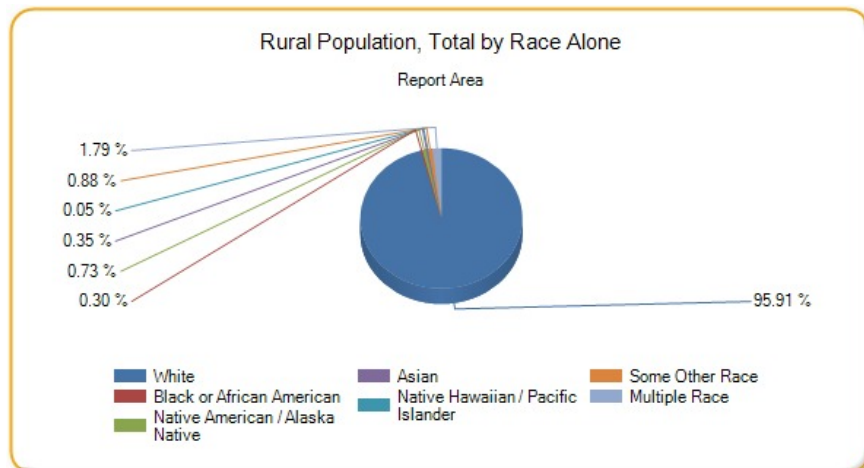 Rural Population, Total by Race Alone
Report Area
1.79 %
0.88 %
0.05 %
0.35 %
0.73 %
0.30 %
95.91 %
White
Asian
Some Other Race
Black or African American
Native Hawaiian / Pacific
Islander
Multiple Race
Native American / Alaska
Native